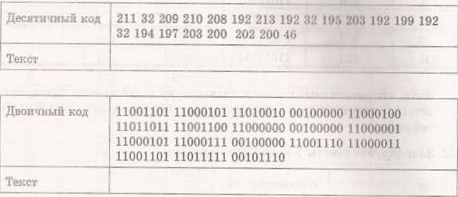 Десятичный код 211 32 209 210 208 192 213 192 32 195 203 192 199 192
32 194 197 203 200 202 200 46
Текст
Двоичный код 11001101 11000101 11010010 00100000 11000100
11011011 11001100 11000000 00100000 11000001
11000101 11000111 00100000 11001110 11000011
11001101 11011111 00101110
Текст